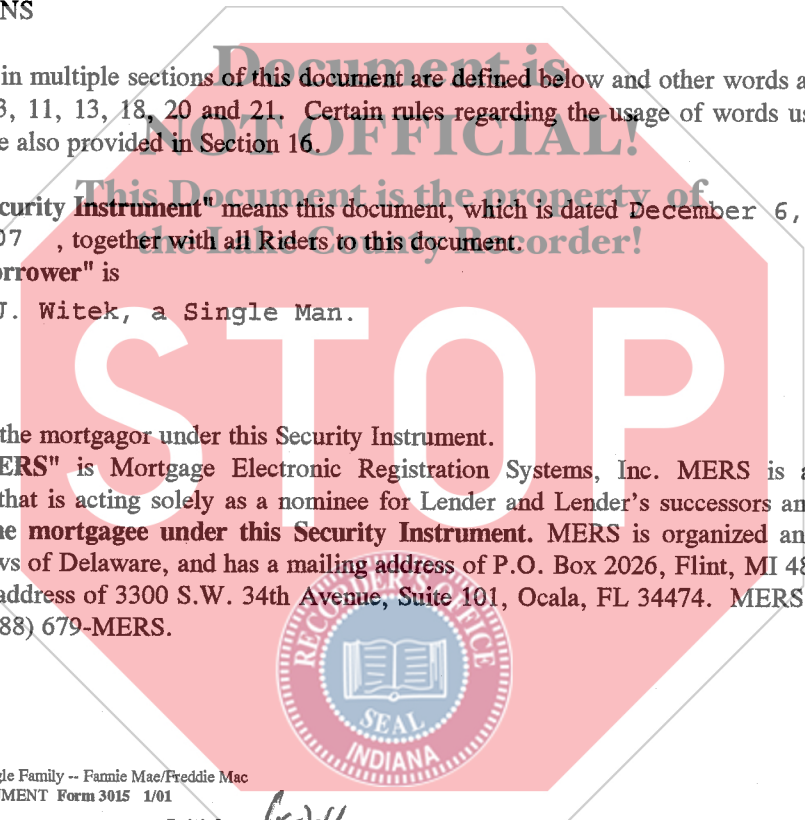 NS
Document is
in multiple sections of this document are defined below and other words a
3, 11, 13, 18, 20 and 21. Certain rules regarding the usage of words us
NOT OFFICIAL!
e also provided in Section 16.
This Document is the property of
curity Instrument" means this document, which is dated December 6,
07 , together with all Riders to this document.
the Lake County Recorder!
orrower" is
J. Witek, a Single Man.
STOP
the mortgagor under this Security Instrument.
ERS" is Mortgage Electronic Registration Systems, Inc. MERS is a
that is acting solely as a nominee for Lender and Lender's successors an
he mortgagee under this Security Instrument. MERS is organized an
ws of Delaware, and has a mailing address of P.O. Box 2026, Flint, MI 48
address of 3300 S.W. 34th Avenue, Suite 101, Ocala, FL 34474. MERS
88) 679-MERS.
RECORDER'S OFFICE
SEAL
INDIANA
gle Family -- Fannie Mae/Freddie Mac
UMENT Form 3015 1/01